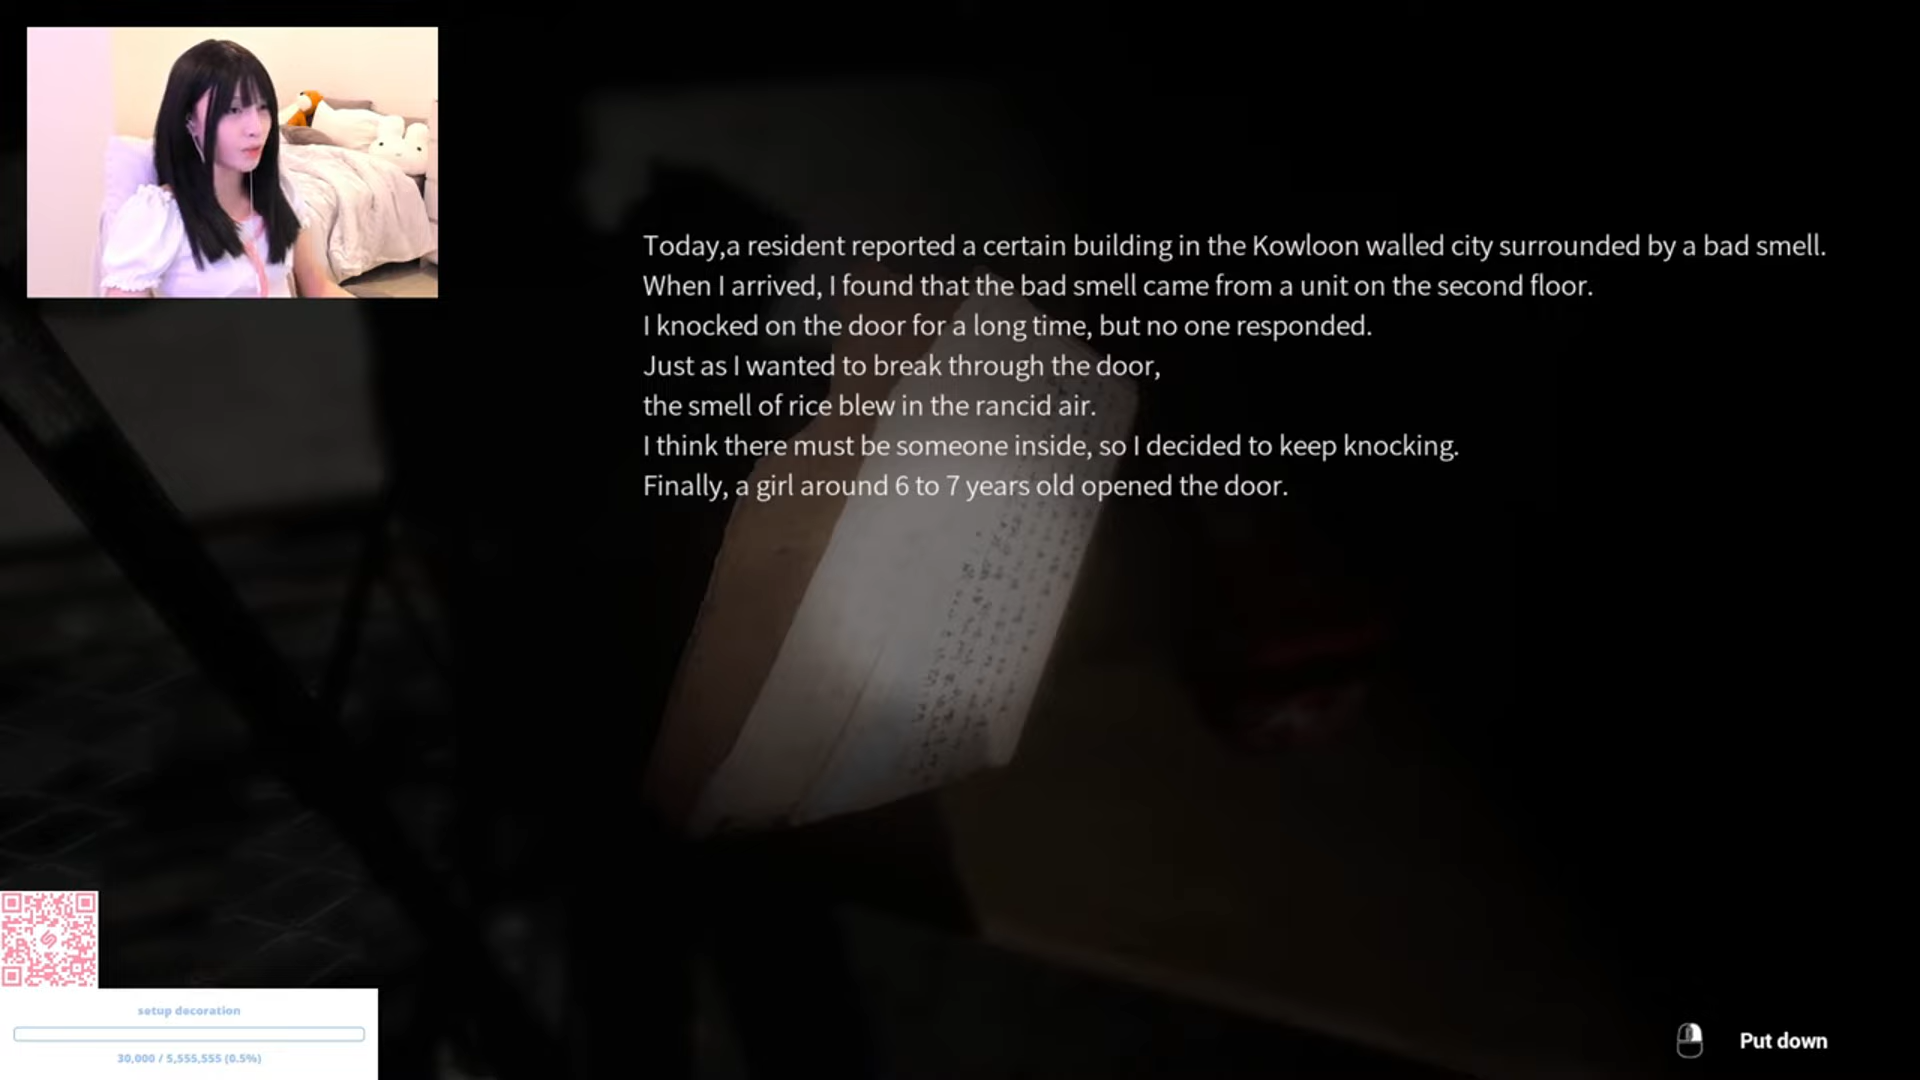 Today,a resident reported a certain building in the Kowloon walled city surrounded by a bad smell.
When I arrived, I found that the bad smell came from a unit on the second floor.
I knocked on the door for a long time, but no one responded.
Just as I wanted to break through the door,
the smell of rice blew in the rancid air.
I think there must be someone inside, so I decided to keep knocking.
Finally, a girl around 6 to 7 years old opened the door.
setup decoration
30,000 / 5,555,555 (0.5%)
Put down